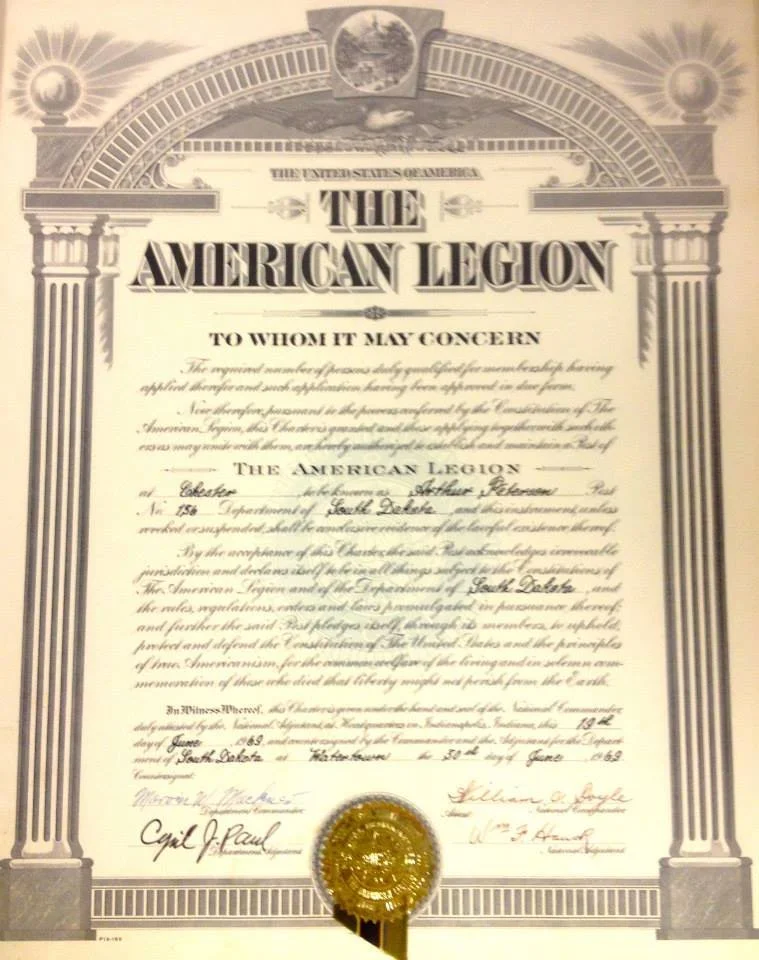 THE UNITED STATES OF AMERICA
THE
AMERICAN LEGION
TO WHOM IT MAY CONCERN
The required number of persons duly qualified for membership having
applied therefor and such application having been approved in due form,
Now therefore, pursuant to the powers conferred by the Constitution of The
American Legion, this Charter is granted and those applying together with such oth-
ers as may unite with them, are hereby authorized to establish and maintain a Post of
THE AMERICAN LEGION
at Chester, to be known as Arthur Peterson Post
No. 156 Department of South Dakota, and this instrument, unless
revoked or suspended, shall be conclusive evidence of the lawful existence thereof.
By the acceptance of this Charter, the said Post acknowledges irrevocable
jurisdiction and declares itself to be in all things subject to the Constitutions of
The American Legion and of the Department of South Dakota, and
the rules, regulations, orders and laws promulgated in pursuance thereof;
and further the said Post pledges itself, through its members, to uphold,
protect and defend the Constitution of The United States and the principles
of true Americanism, for the common welfare of the living and in solemn com-
memoration of those who died that liberty might not perish from the Earth.
In Witness Whereof, this Charter is given under the hand and seal of the National Commander,
duly attested by the National Adjutant, at Headquarters in Indianapolis, Indiana, this 19th
day of June, 1969, and countersigned by the Commander and the Adjutant for the Depart-
ment of South Dakota at Watertown the 30th day of June, 1969
Countersigned:
William C Doyle
Department Commander
Attest
National Commander
Cyril J. Paul
Wm F. Hauck
Department Adjutant
National Adjutant